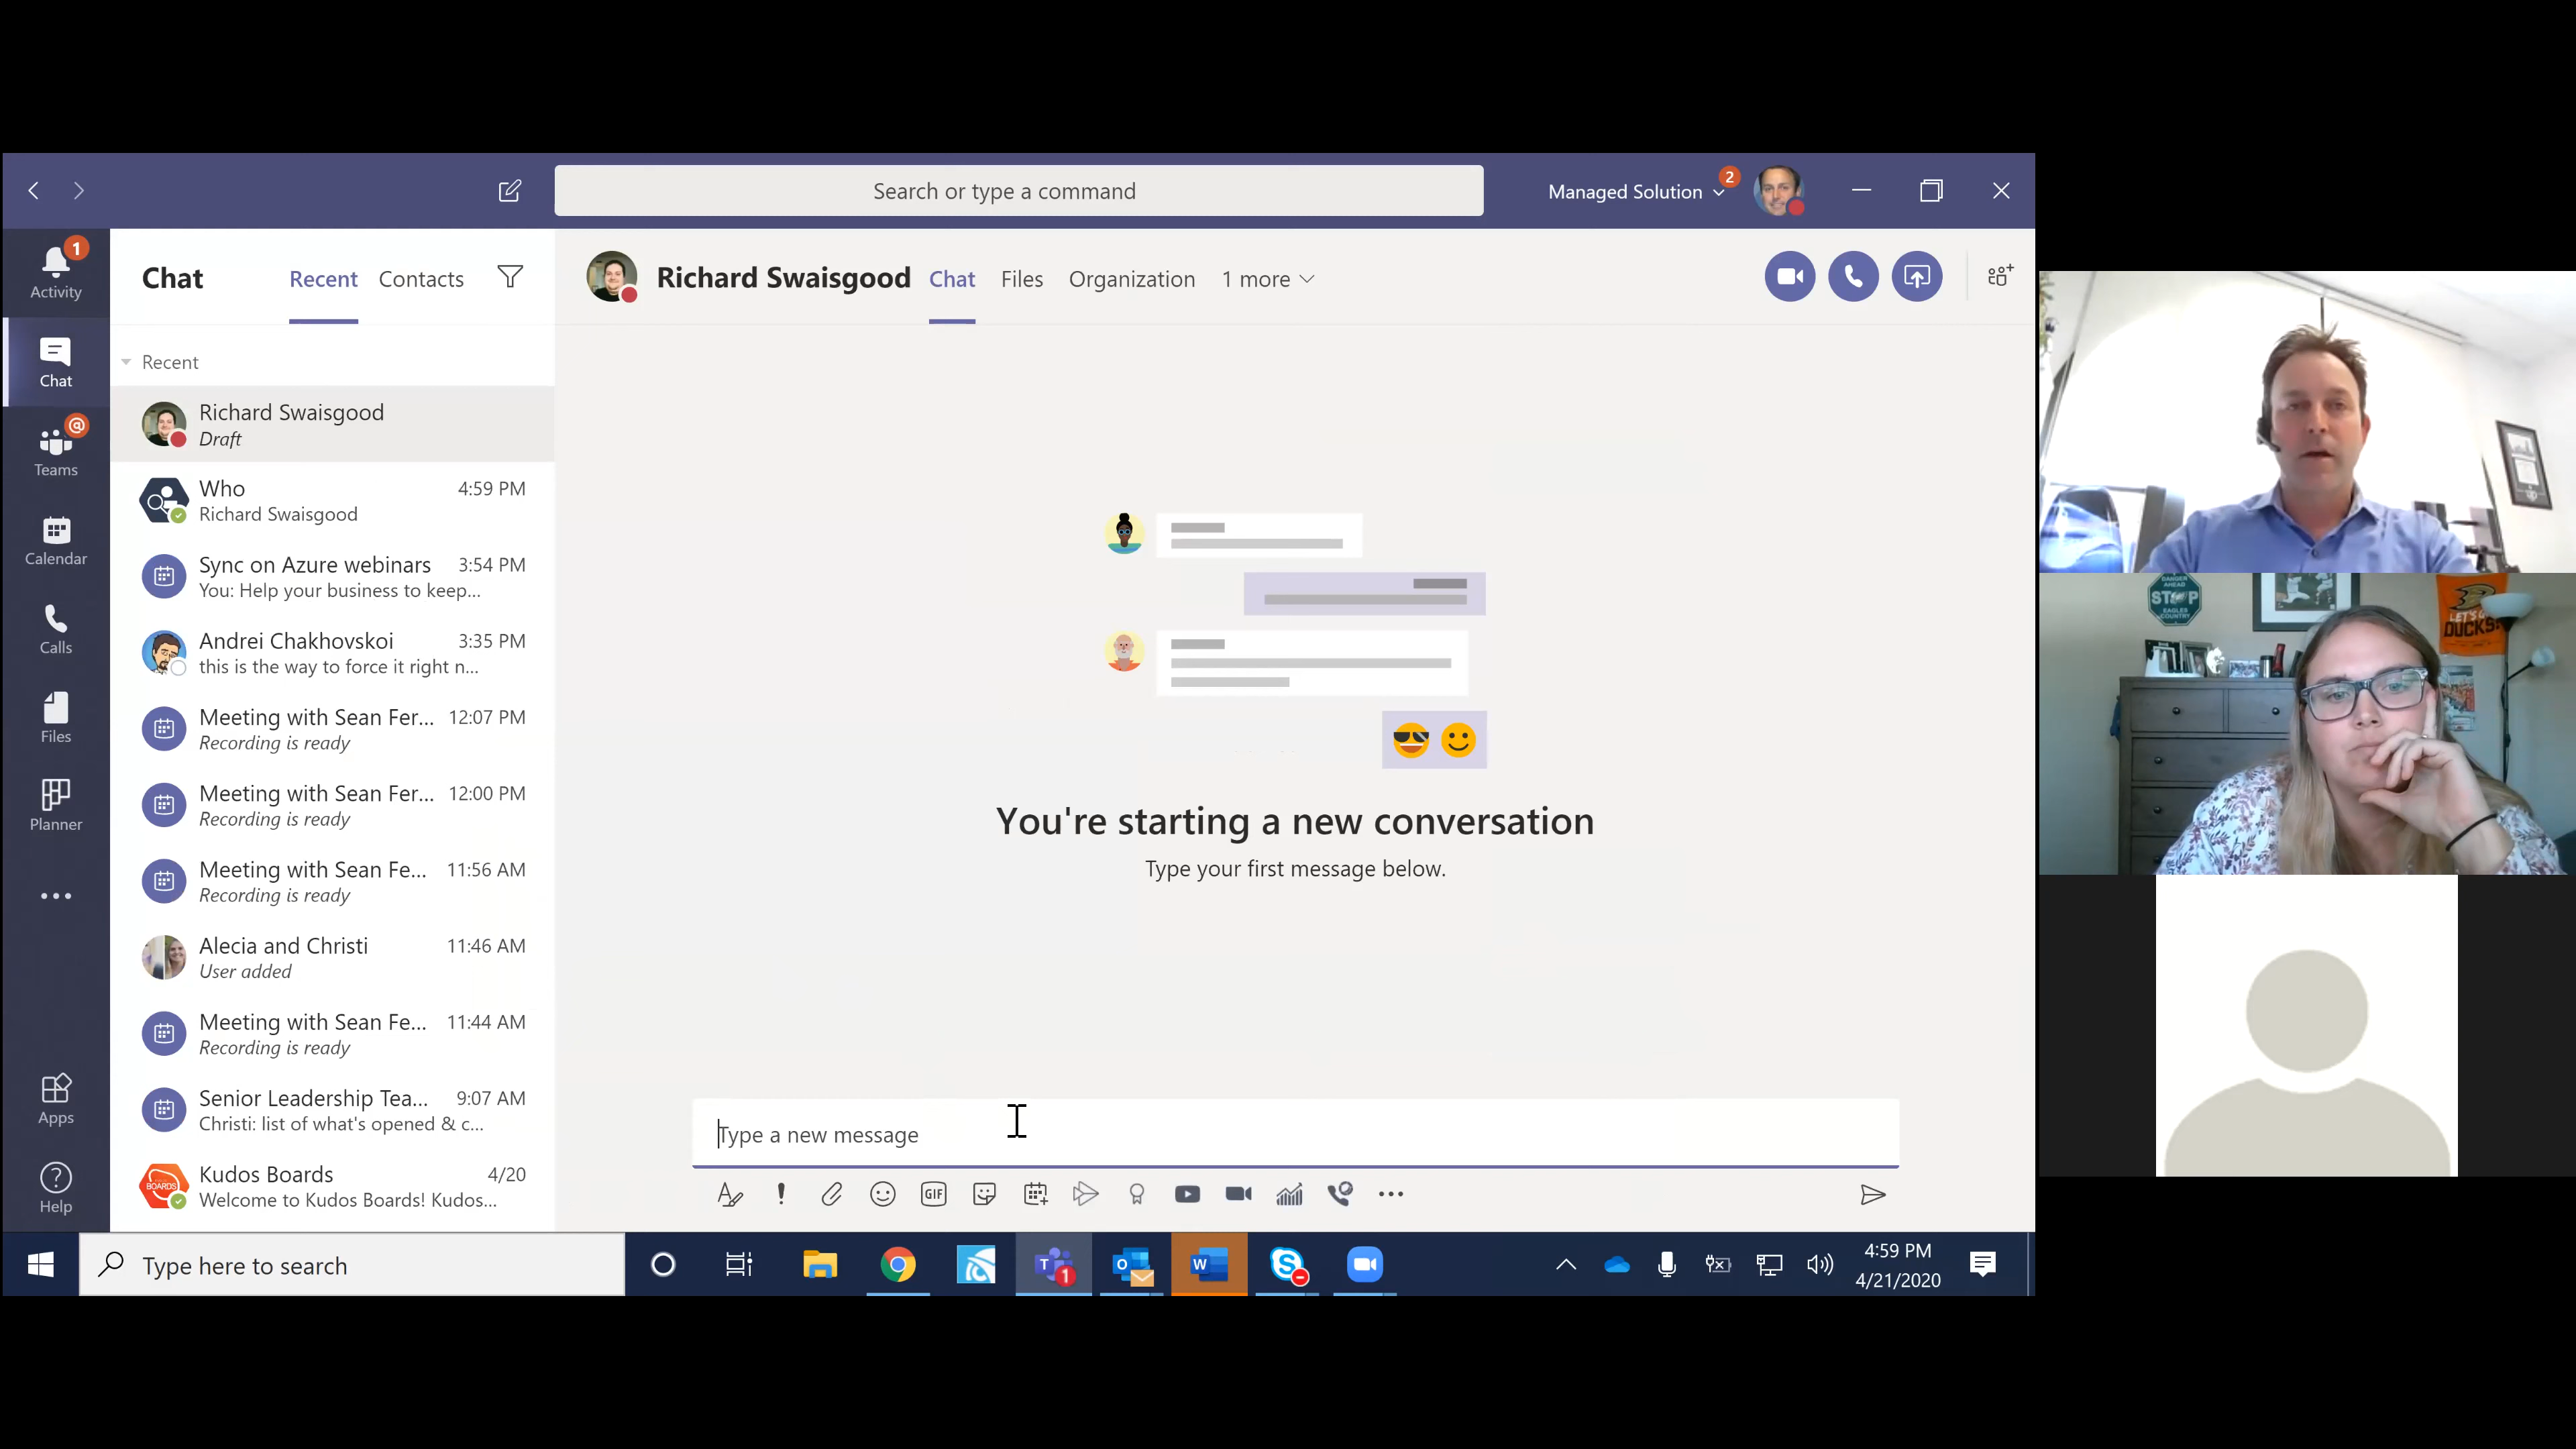 Search or type a command
Managed Solution
2
1
Activity
Chat
Teams
Calendar
Calls
Files
Planner
Apps
Help
Chat
Recent
Contacts
Recent
Richard Swaisgood
Draft
Who 4:59 PM
Richard Swaisgood
Sync on Azure webinars 3:54 PM
You: Help your business to keep...
Andrei Chakhovskoi 3:35 PM
this is the way to force it right n...
Meeting with Sean Fer... 12:07 PM
Recording is ready
Meeting with Sean Fer... 12:00 PM
Recording is ready
Meeting with Sean Fe... 11:56 AM
Recording is ready
Alecia and Christi 11:46 AM
User added
Meeting with Sean Fe... 11:44 AM
Recording is ready
Senior Leadership Tea... 9:07 AM
Christi: list of what's opened & c...
BOARDS
Kudos Boards 4/20
Welcome to Kudos Boards! Kudos...
Richard Swaisgood
Chat
Files
Organization
1 more
You're starting a new conversation
Type your first message below.
Type a new message
GIF
Type here to search
T
1
O
W
S
4:59 PM
4/21/2020
DANGER
AHEAD
STOP
EAGLES
COUNTRY
LET'S GO
DUCKS!